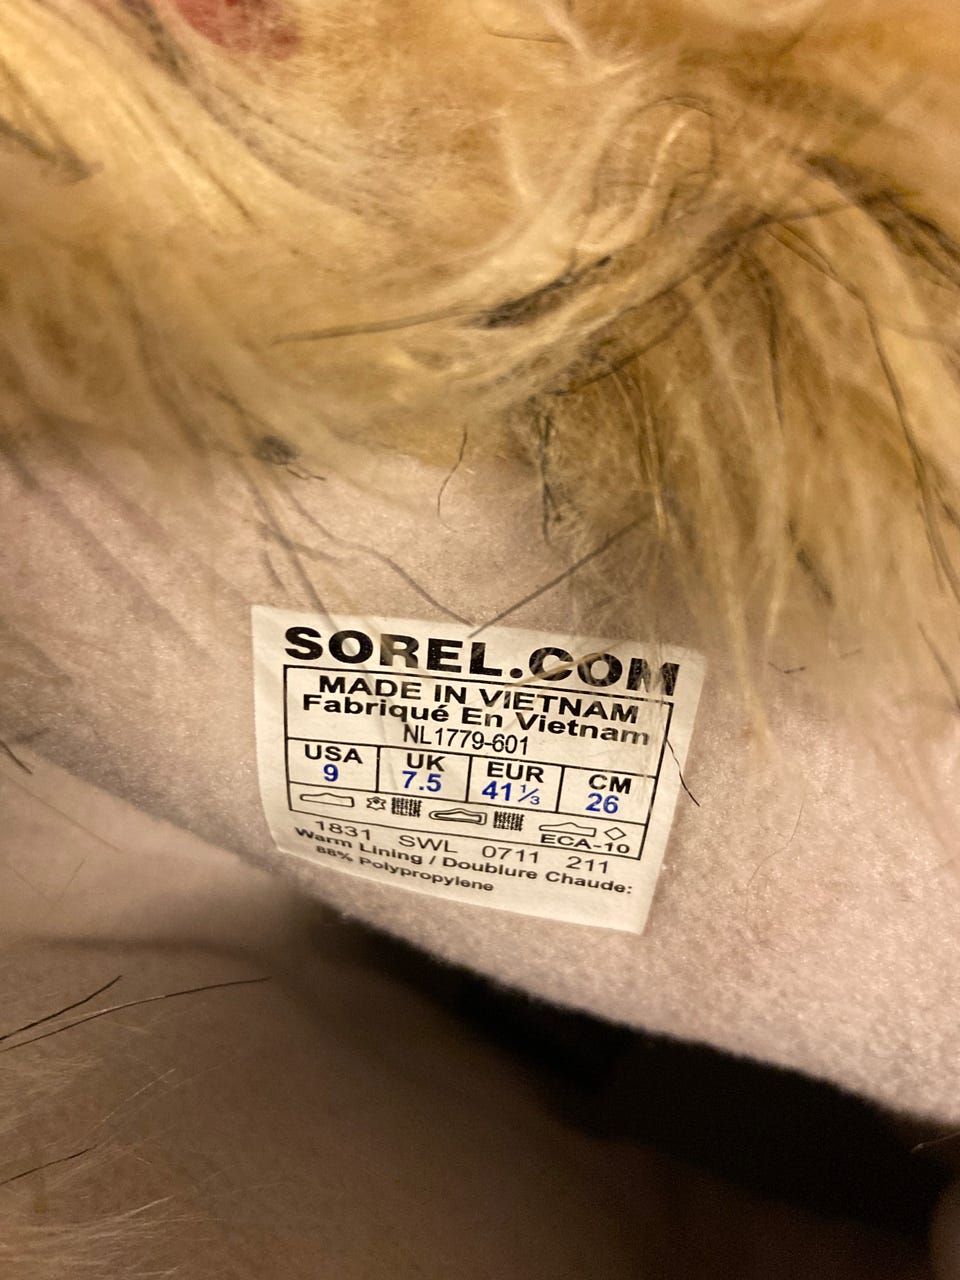 SOREL.COM
MADE IN VIETNAM
Fabriqué En Vietnam
NL1779-601
USA UK EUR CM
9 7.5 41⅓ 26
ECA-10
1831 SWL 0711 211
Warm Lining / Doublure Chaude:
88% Polypropylene